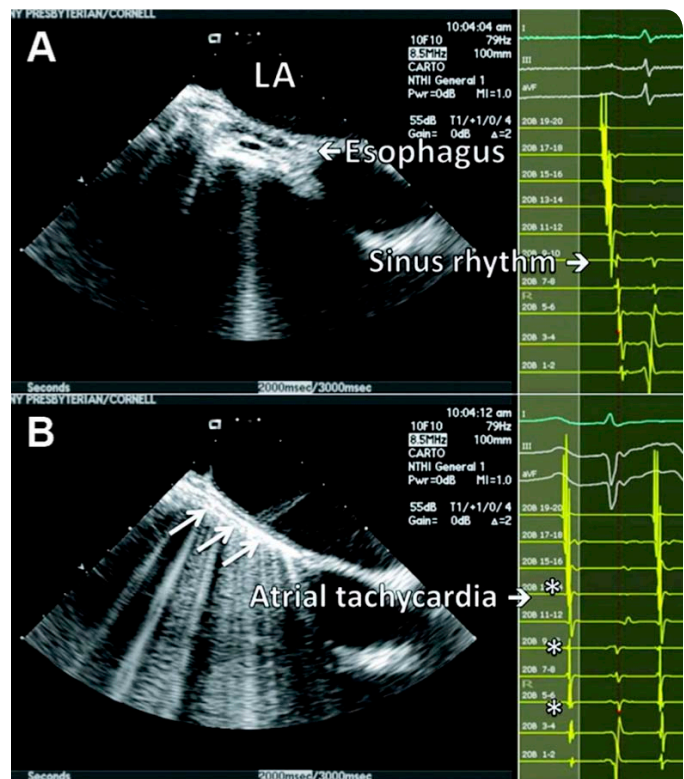 NY PRESBYTERIAN/CORNELL
A
LA
10:04:04 am
10F10 79Hz
8.5MHz 100mm
CARTO
NTHI General 1
Pwr=0dB MI=1.0
55dB T1/+1/0/4
Gain= 0dB Δ=2
←Esophagus
Sinus rhythm→
Seconds 2000msec/3000msec
I
III
aVF
20B 19-20
20B 17-18
20B 15-16
20B 13-14
20B 11-12
9-10
20B 7-8
R
20B 5-6
20B 3-4
20B 1-2
NY PRESBYTERIAN/CORNELL
B
10:04:12 am
10F10 79Hz
8.5MHz 100mm
CARTO
NTHI General 1
Pwr=0dB MI=1.0
55dB T1/+1/0/4
Gain= 0dB Δ=2
Atrial tachycardia→
Seconds 2000msec/3000msec
I
III
aVF
20B 19-20
20B 17-18
20B 15-16
*
20B 11-12
20B *
20B 7-8
R
20B 5-6
*
20B 3-4
20B 1-2